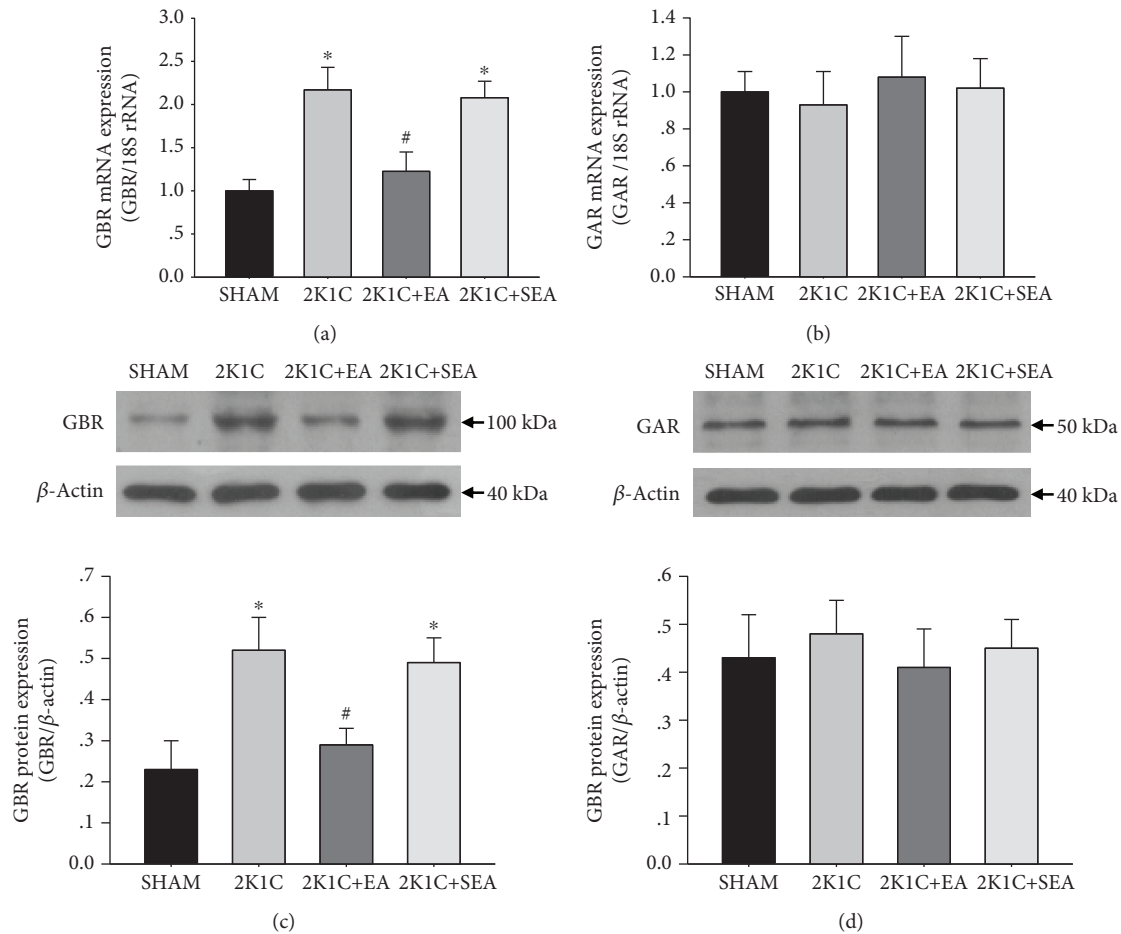 3.0
2.5
2.0
1.5
1.0
.5
0.0
GBR mRNA expression
(GBR/18S rRNA)
*
#
*
SHAM 2K1C 2K1C+EA 2K1C+SEA
(a)
1.4
1.2
1.0
.8
.6
.4
.2
0.0
GAR mRNA expression
(GAR /18S rRNA)
SHAM 2K1C 2K1C+EA 2K1C+SEA
(b)
SHAM 2K1C 2K1C+EA 2K1C+SEA
GBR 100 kDa
β-Actin 40 kDa
.7
.6
.5
.4
.3
.2
.1
0.0
GBR protein expression
(GBR/β-actin)
*
#
*
SHAM 2K1C 2K1C+EA 2K1C+SEA
(c)
SHAM 2K1C 2K1C+EA 2K1C+SEA
GAR 50 kDa
β-Actin 40 kDa
.6
.5
.4
.3
.2
.1
0.0
GBR protein expression
(GAR/β-actin)
SHAM 2K1C 2K1C+EA 2K1C+SEA
(d)